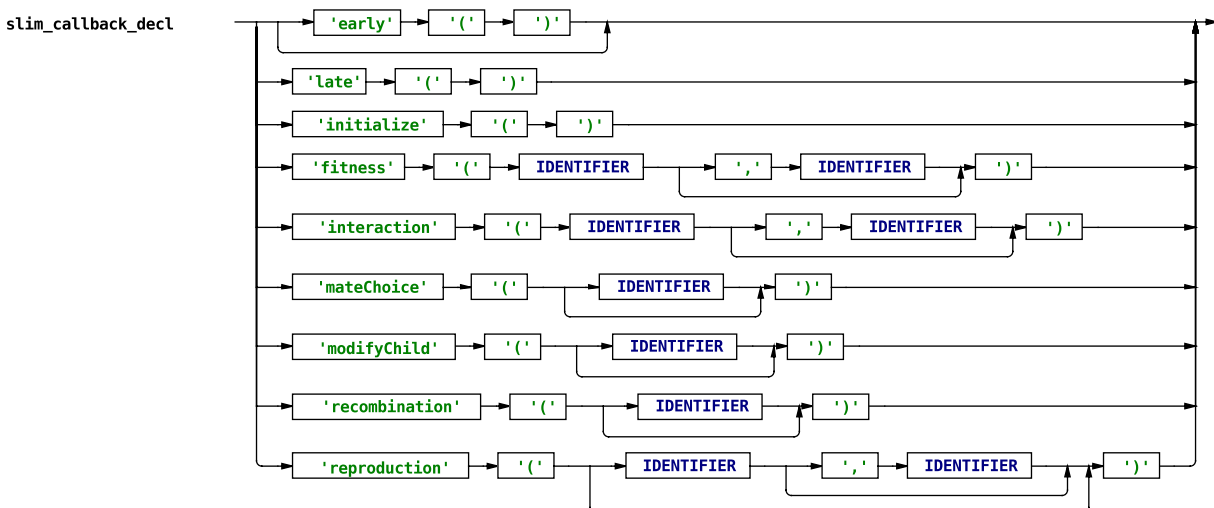 slim_callback_decl 'early' '(' ')'
'late' '(' ')'
'initialize' '(' ')'
'fitness' '(' IDENTIFIER ',' IDENTIFIER ')'
'interaction' '(' IDENTIFIER ',' IDENTIFIER ')'
'mateChoice' '(' IDENTIFIER ')'
'modifyChild' '(' IDENTIFIER ')'
'recombination' '(' IDENTIFIER ')'
'reproduction' '(' IDENTIFIER ',' IDENTIFIER ')'